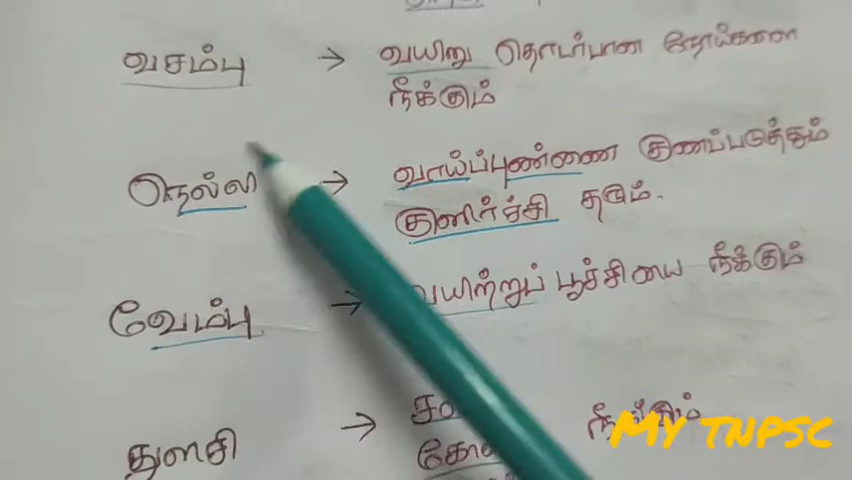 வசம்பு → வயிறு தொடர்பான நோய்களை
நீக்கும்
நெல்லி → வாய்ப்புண்ணை குணப்படுத்தும்
குளிர்ச்சி தரும்.
வேம்பு → வயிற்றுப் பூச்சியை நீக்கும்
துளசி → நீக்கும்
MY TNPSC